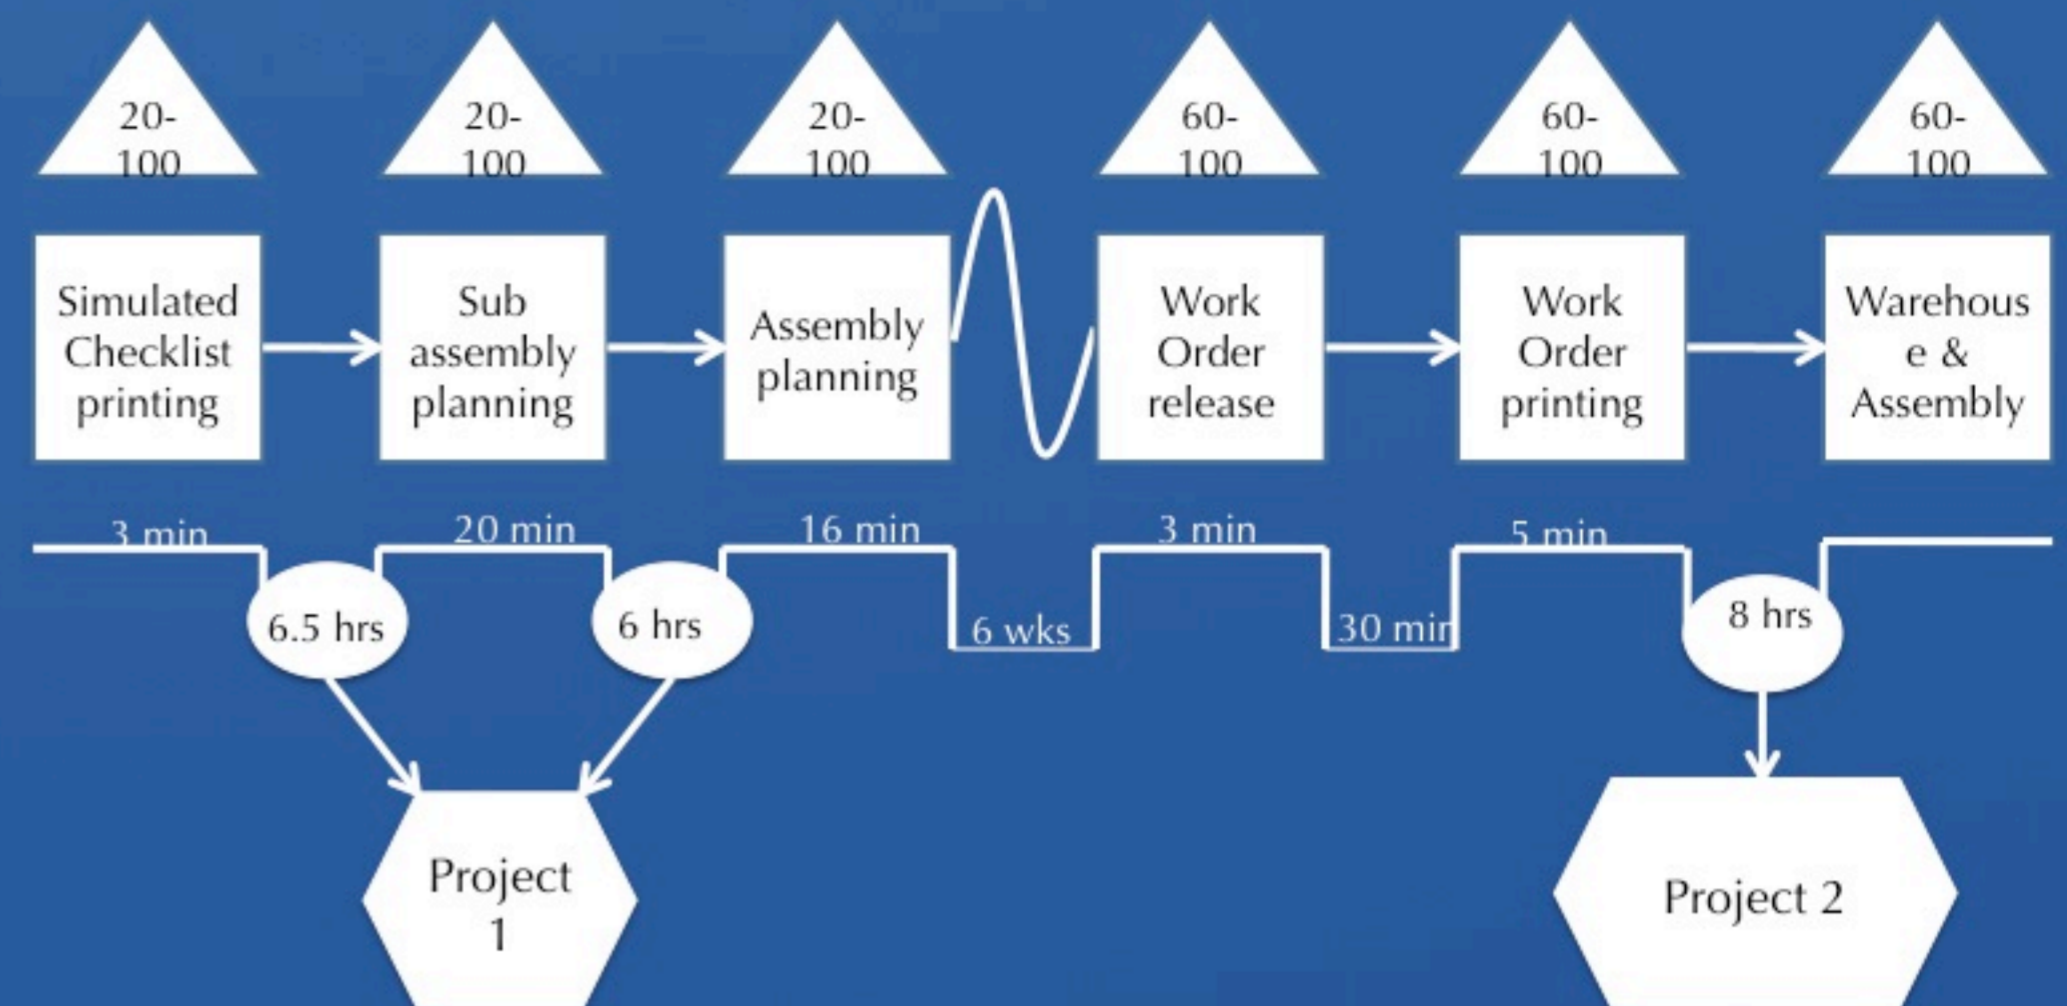 20-
100
20-
100
20-
100
60-
100
60-
100
60-
100
Simulated
Checklist
printing
Sub
assembly
planning
Assembly
planning
Work
Order
release
Work
Order
printing
Warehous
e &
Assembly
3 min
20 min
16 min
3 min
5 min
6.5 hrs
6 hrs
6 wks
30 min
8 hrs
Project
1
Project 2